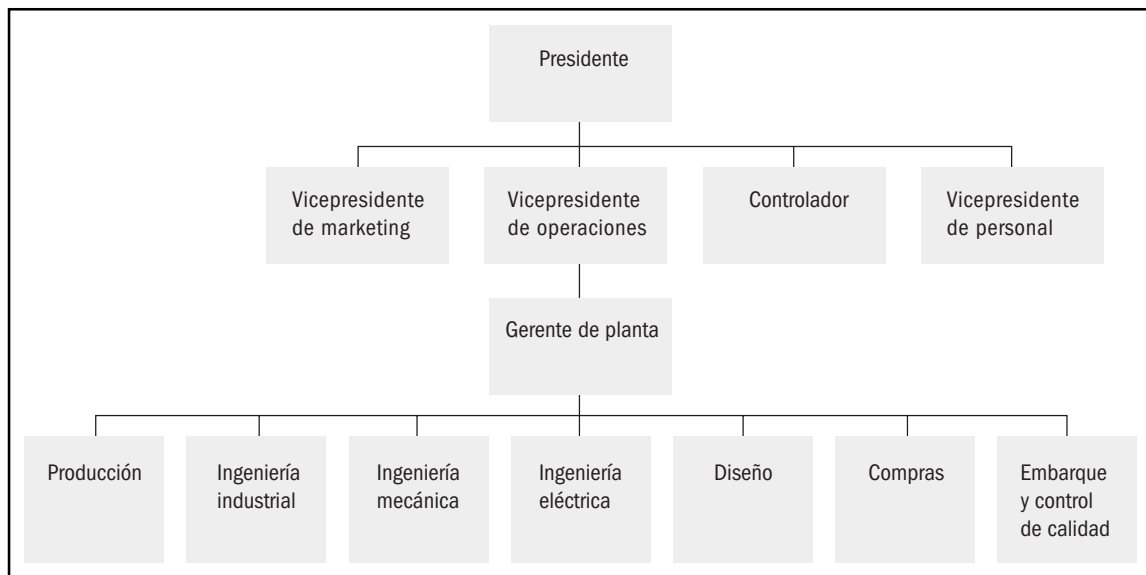 Presidente
Vicepresidente
de marketing
Vicepresidente
de operaciones
Controlador
Vicepresidente
de personal
Gerente de planta
Producción
Ingeniería
industrial
Ingeniería
mecánica
Ingeniería
eléctrica
Diseño
Compras
Embarque
y control
de calidad